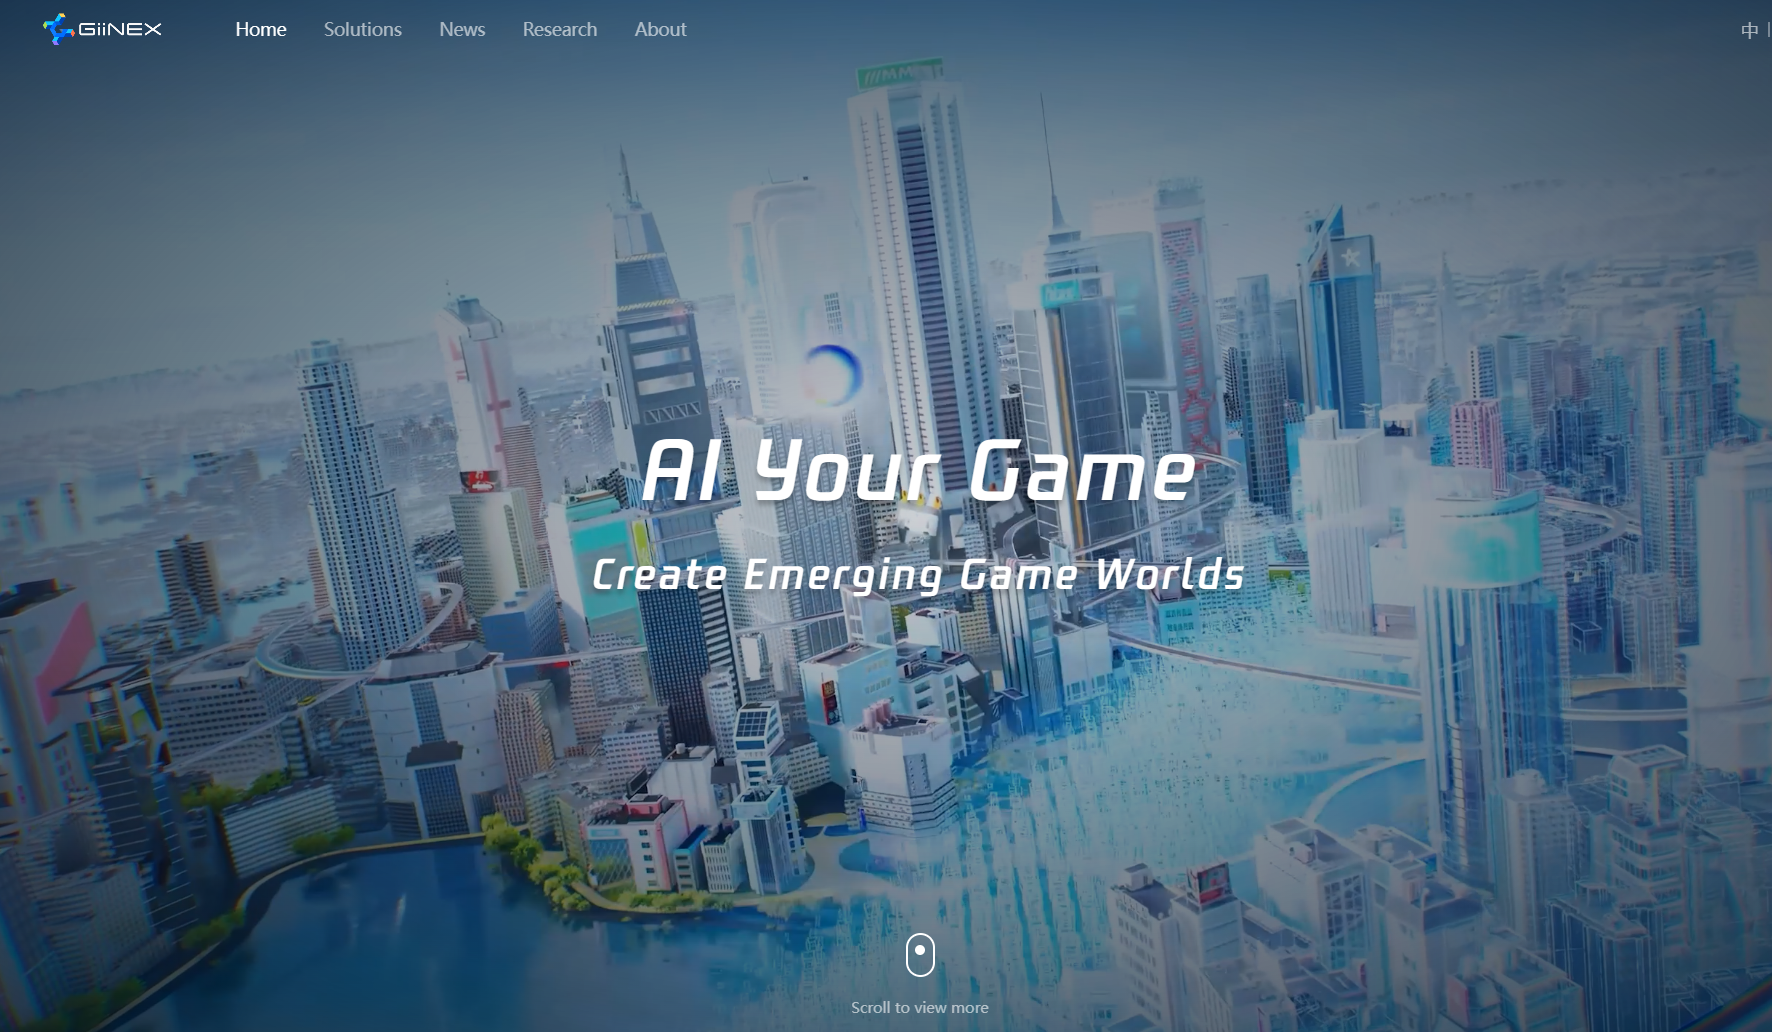 GiiNEX
Home Solutions News Research About
中 |
AI Your Game
Create Emerging Game Worlds
Scroll to view more